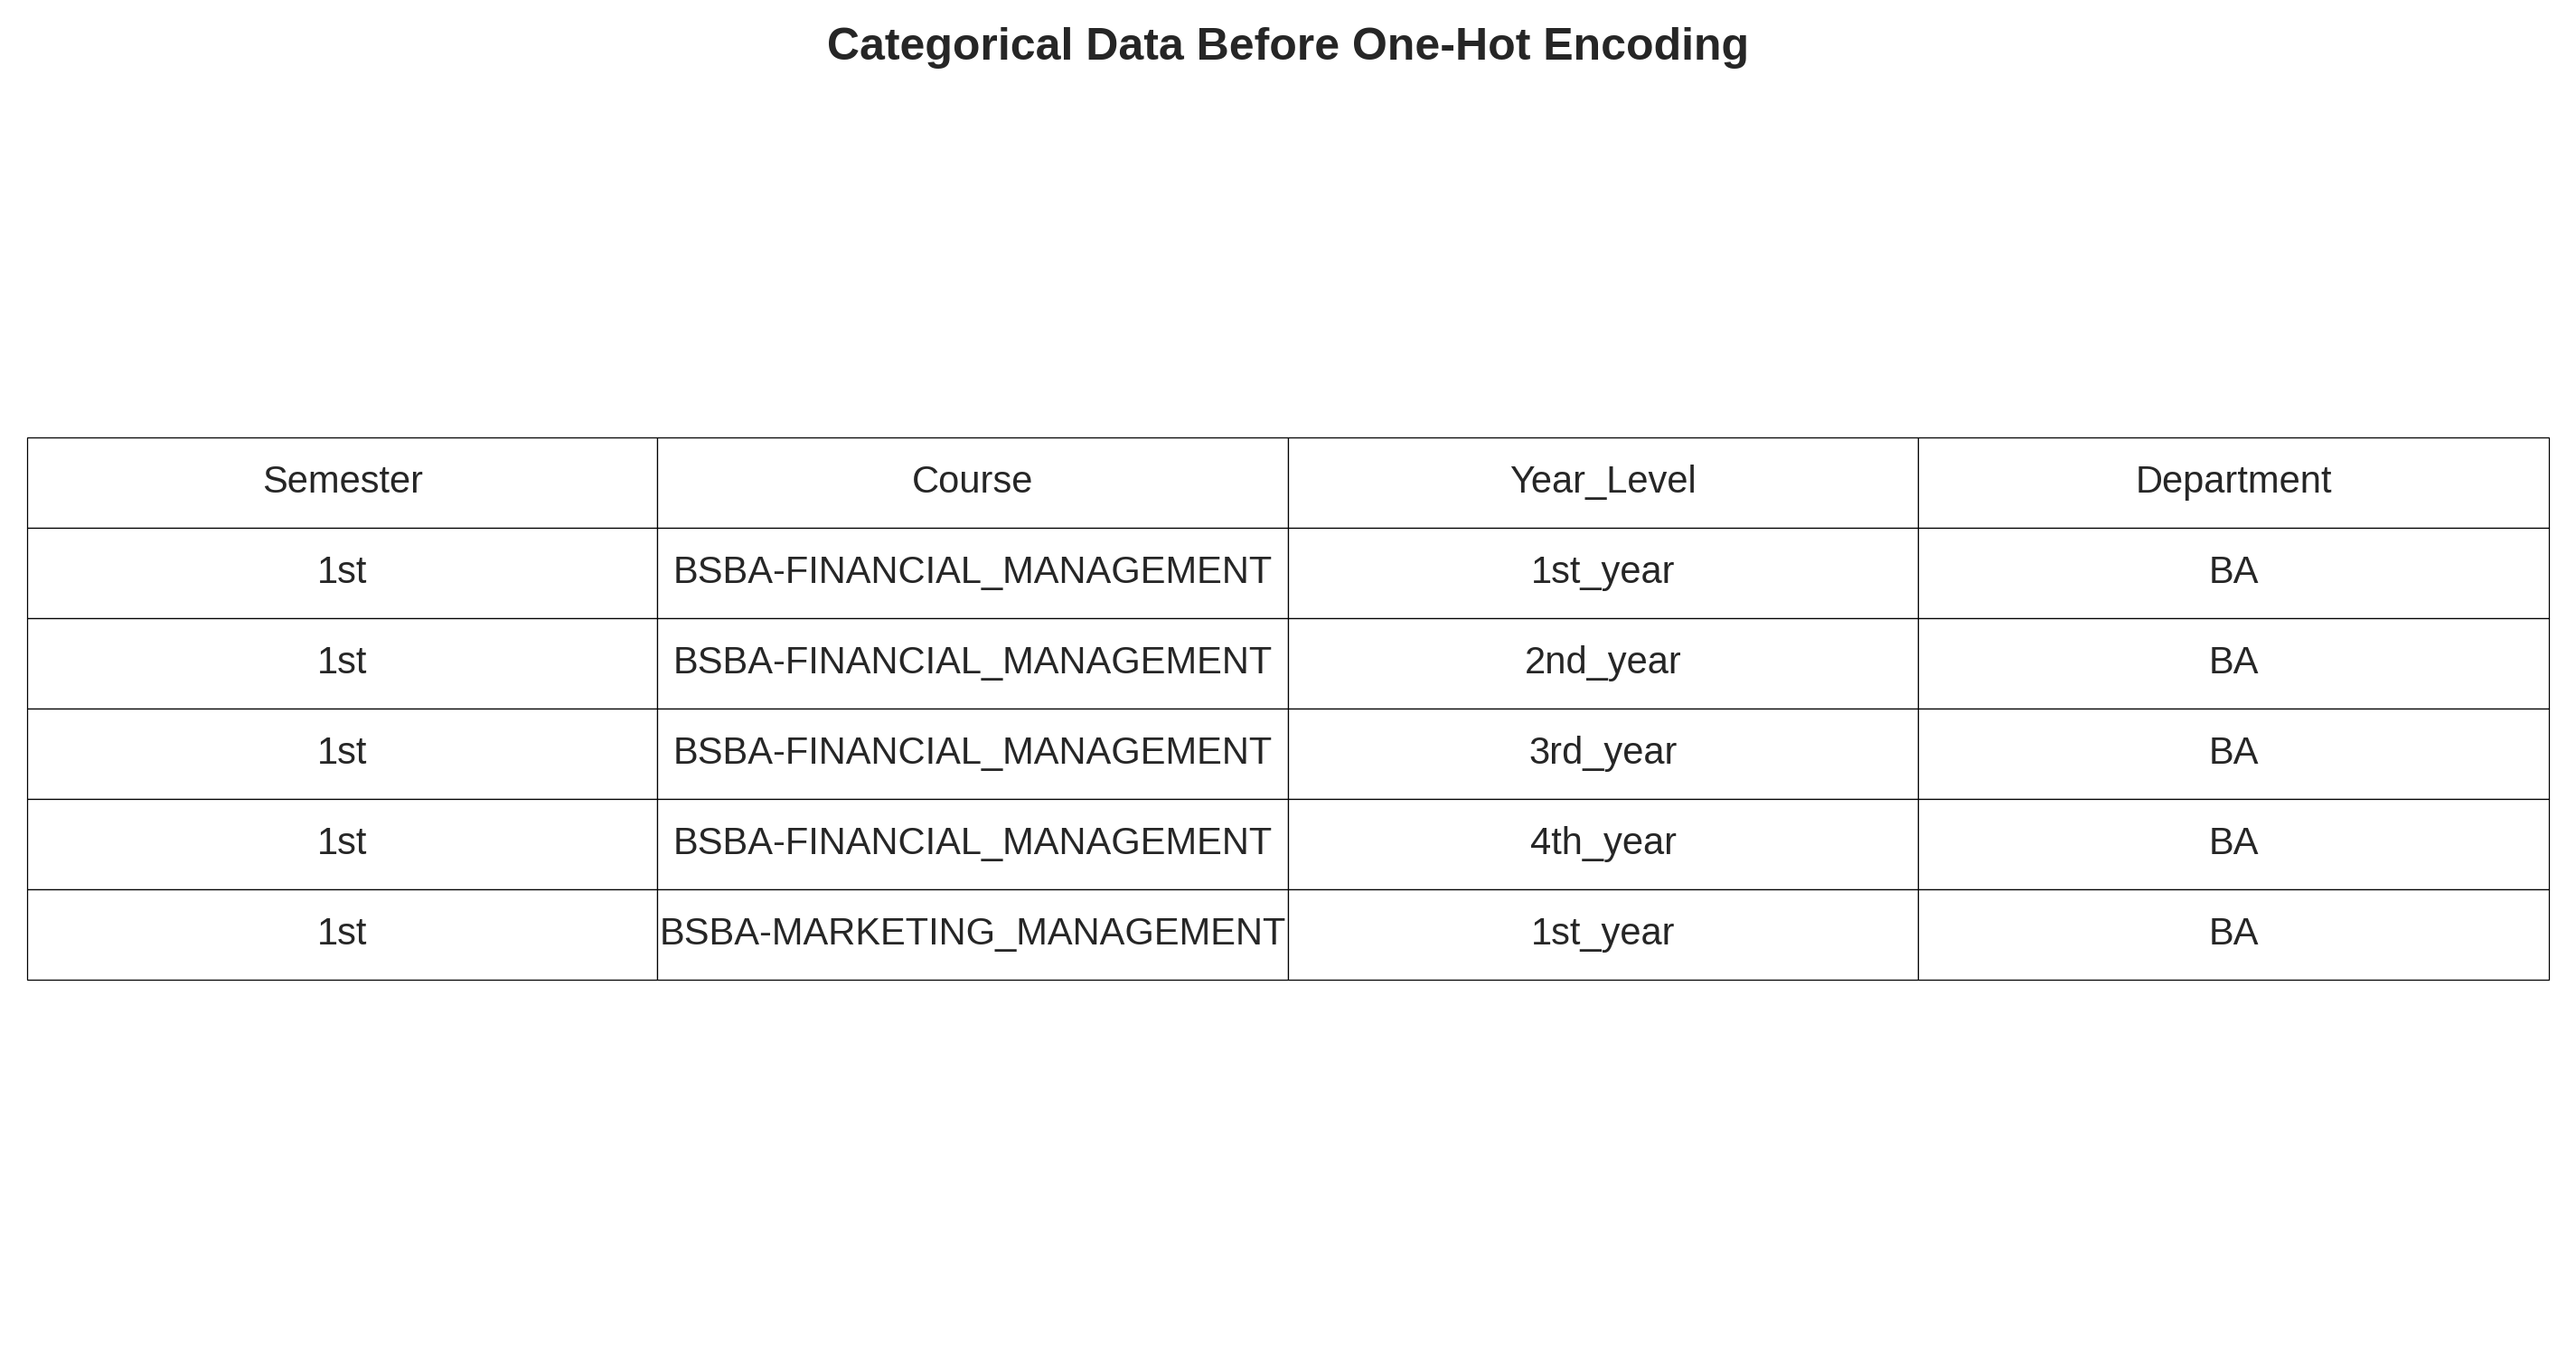 Categorical Data Before One-Hot Encoding
Semester Course Year_Level Department
1st BSBA-FINANCIAL_MANAGEMENT 1st_year BA
1st BSBA-FINANCIAL_MANAGEMENT 2nd_year BA
1st BSBA-FINANCIAL_MANAGEMENT 3rd_year BA
1st BSBA-FINANCIAL_MANAGEMENT 4th_year BA
1st BSBA-MARKETING_MANAGEMENT 1st_year BA